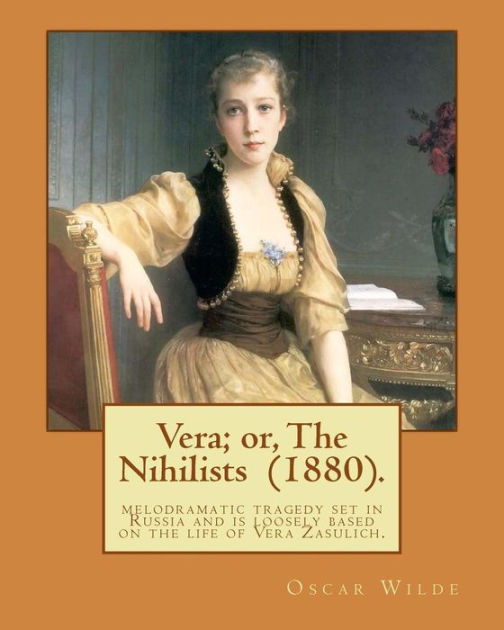 Vera; or, The
Nihilists (1880).
melodramatic tragedy set in
Russia and is loosely based
on the life of Vera Zasulich.
Oscar Wilde